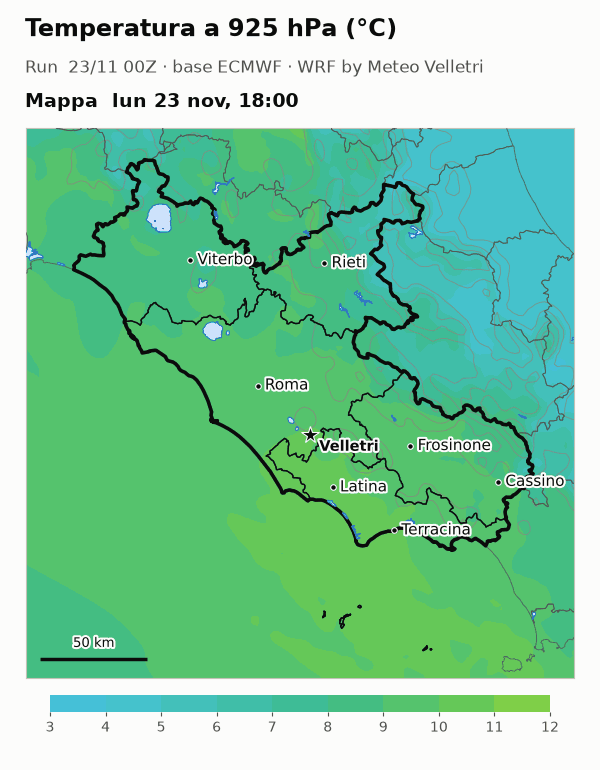 Temperatura a 925 hPa (°C)
Run  23/11 00Z · base ECMWF · WRF by Meteo Velletri
Mappa  lun 23 nov, 18:00
Viterbo
Rieti
Roma
Velletri
Frosinone
Latina
Cassino
Terracina
50 km
3 4 5 6 7 8 9 10 11 12